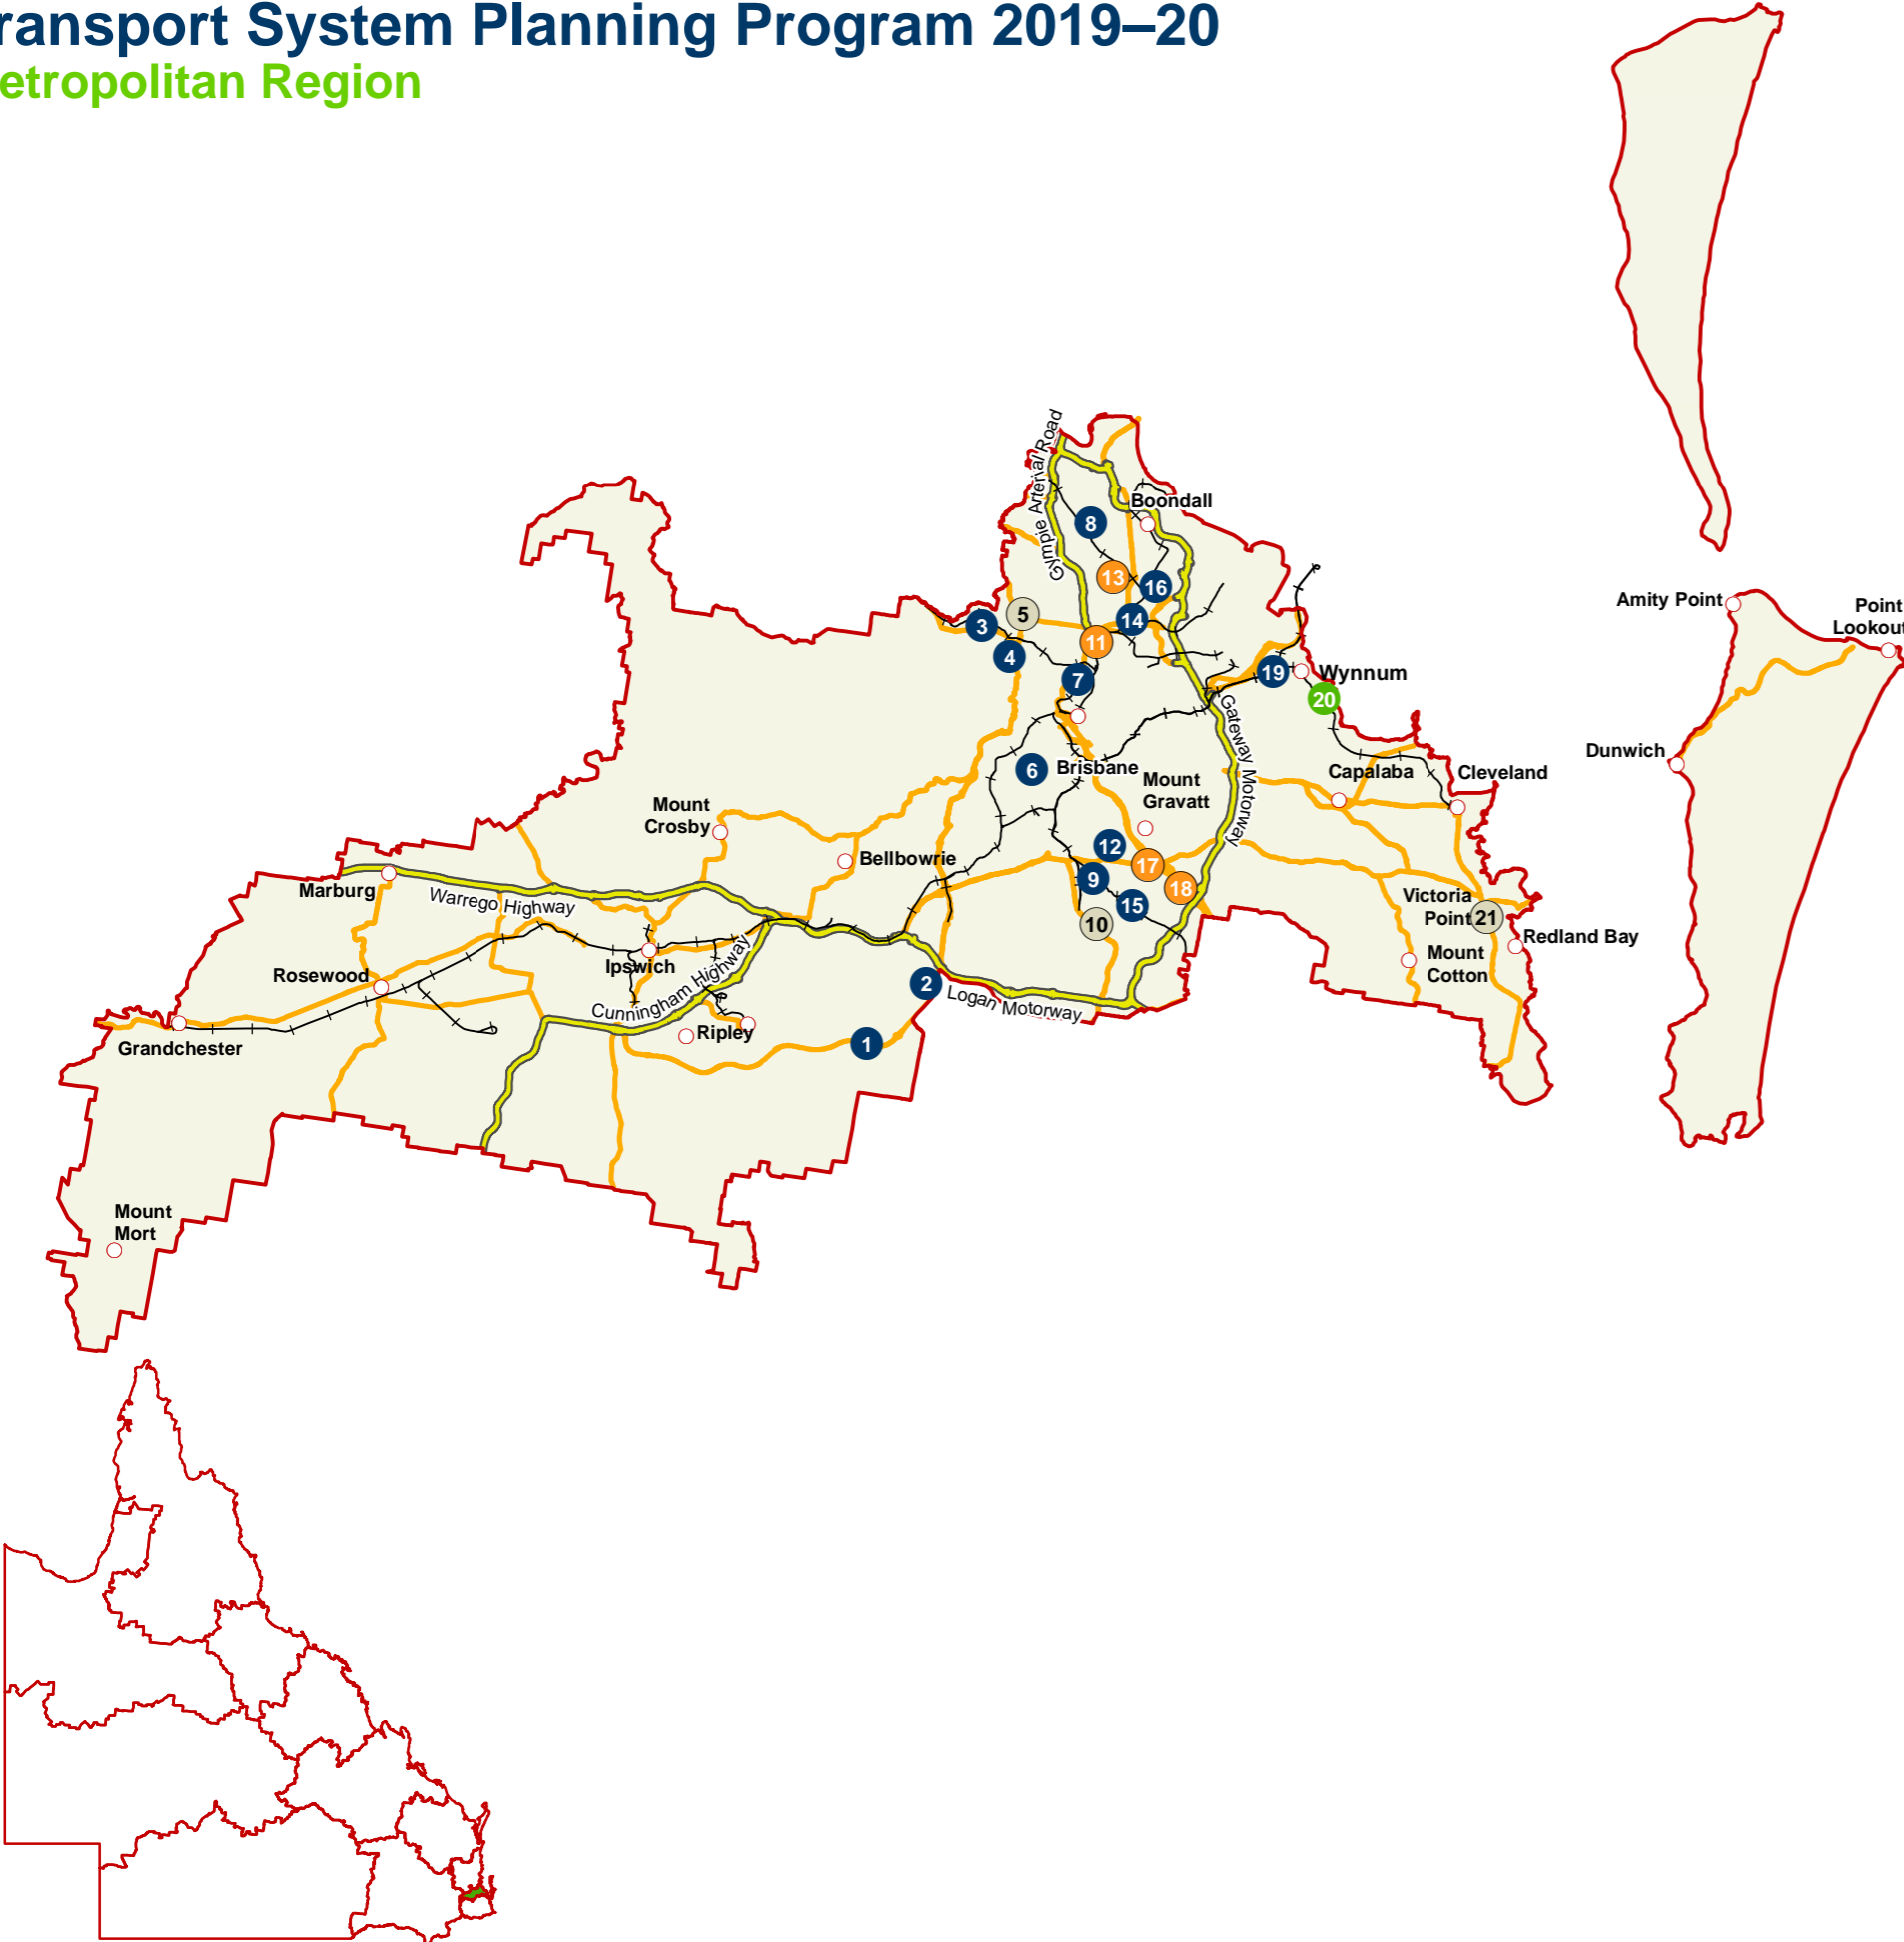 ransport System Planning Program 2019–20
etropolitan Region
Gympie Arterial Road
Boondall
8
13
16
5
14
3
11
4
7
19
Wynnum
20
Amity Point
Point
Lookout
Gateway Motorway
Dunwich
6
Brisbane
Mount
Gravatt
Capalaba
Cleveland
Mount
Crosby
12
Bellbowrie
17
9
18
15
10
Marburg
Warrego Highway
Victoria
Point
21
Redland Bay
Mount
Cotton
Rosewood
Ipswich
Cunningham Highway
2
Logan Motorway
Ripley
1
Grandchester
Mount
Mort